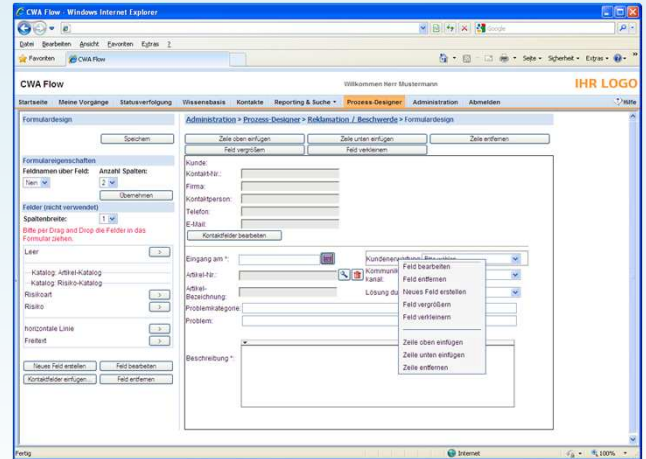 CWA Flow - Windows Internet Explorer
Google
Datei Bearbeiten Ansicht Favoriten Extras ?
Favoriten CWA Flow
Seite Sicherheit Extras
CWA Flow Willkommen Herr Mustermann IHR LOGO
Startseite Meine Vorgänge Statusverfolgung Wissensbasis Kontakte Reporting & Suche Prozess-Designer Administration Abmelden Hilfe
Formulardesign
Administration > Prozess-Designer > Reklamation / Beschwerde > Formulardesign
Speichern
Zeile oben einfügen Zeile unten einfügen Zeile entfernen
Feld vergrößern Feld verkleinern
Formulareigenschaften
Feldnamen über Feld: Anzahl Spalten:
Nein 2
Übernehmen
Felder (nicht verwendet)
Spaltenbreite: 1
Bitte per Drag and Drop die Felder in das
Formular ziehen.
Leer >
Katalog: Artikel-Katalog
Katalog: Risiko-Katalog
Risikoart >
Risiko >
horizontale Linie >
Freitext >
Neues Feld erstellen Feld bearbeiten
Kontaktfelder einfügen... Feld entfernen
Kunde:
Kontakt-Nr.:
Firma:
Kontaktperson:
Telefon:
E-Mail:
Kontaktfelder bearbeiten
Eingang am *:
Artikel-Nr.:
Artikel-
Bezeichnung:
Problemkategorie
Problem:
Beschreibung *:
kanal:
Lösung du
Feld bearbeiten
Feld entfernen
Neues Feld erstellen
Feld vergrößern
Feld verkleinern
Zeile oben einfügen
Zeile unten einfügen
Zeile entfernen
Fertig Internet 100%